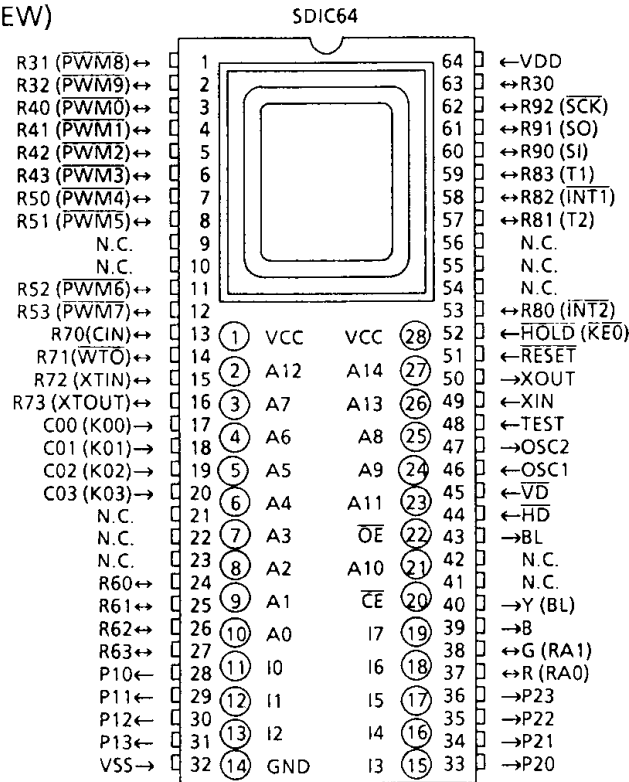 EW)
SDIC64
R31 (PWM8)↔ 1 64 ←VDD
R32 (PWM9)↔ 2 63 ↔R30
R40 (PWM0)↔ 3 62 ↔R92 (SCK)
R41 (PWM1)↔ 4 61 ↔R91 (SO)
R42 (PWM2)↔ 5 60 ↔R90 (SI)
R43 (PWM3)↔ 6 59 ↔R83 (T1)
R50 (PWM4)↔ 7 58 ↔R82 (INT1)
R51 (PWM5)↔ 8 57 ↔R81 (T2)
N.C. 9 56 N.C.
N.C. 10 55 N.C.
R52 (PWM6)↔ 11 54 N.C.
R53 (PWM7)↔ 12 53 ↔R80 (INT2)
R70(CIN)↔ 13 1 VCC VCC 28 52 ←HOLD (KE0)
R71(WTO)↔ 14 51 ←RESET
R72 (XTIN)↔ 15 2 A12 A14 27 50 →XOUT
R73 (XTOUT)↔ 16 3 A7 A13 26 49 ←XIN
C00 (K00)→ 17 4 A6 A8 25 48 ←TEST
C01 (K01)→ 18 47 →OSC2
C02 (K02)→ 19 5 A5 A9 24 46 ←OSC1
C03 (K03)→ 20 6 A4 A11 23 45 ←VD
N.C. 21 44 ←HD
N.C. 22 7 A3 OE 22 43 →BL
N.C. 23 8 A2 A10 21 42 N.C.
R60↔ 24 41 N.C.
R61↔ 25 9 A1 CE 20 40 →Y (BL)
R62↔ 26 10 A0 I7 19 39 →B
R63↔ 27 38 ↔G (RA1)
P10← 28 11 I0 I6 18 37 ↔R (RA0)
P11← 29 12 I1 I5 17 36 →P23
P12← 30 35 →P22
P13← 31 13 I2 I4 16 34 →P21
VSS→ 32 14 GND I3 15 33 →P20